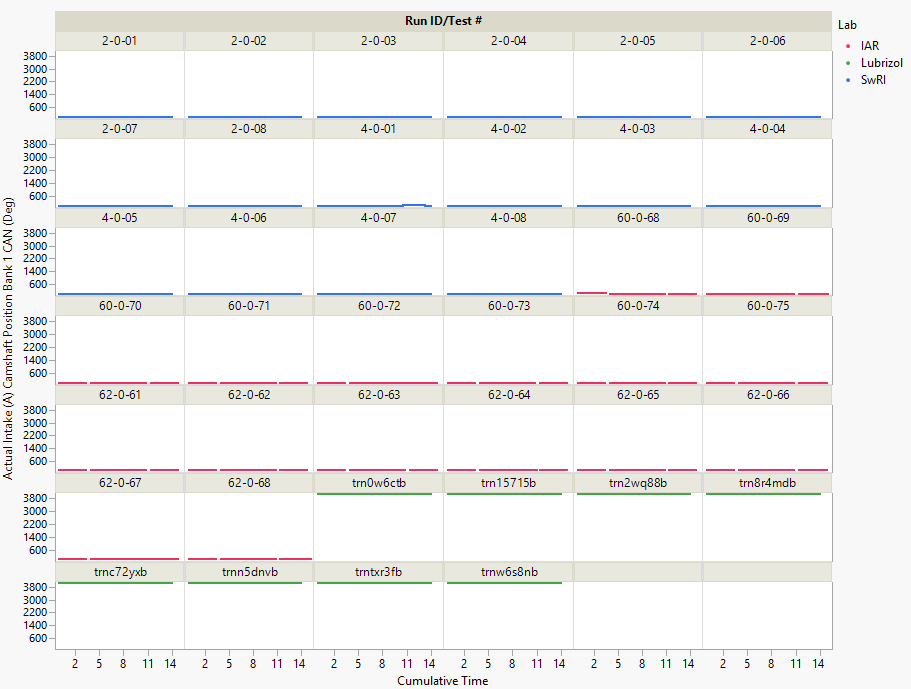 Run ID/Test #
Lab
IAR
Lubrizol
SwRI
2-0-01 2-0-02 2-0-03 2-0-04 2-0-05 2-0-06
3800
3000
2200
1400
600
2-0-07 2-0-08 4-0-01 4-0-02 4-0-03 4-0-04
3800
3000
2200
1400
600
4-0-05 4-0-06 4-0-07 4-0-08 60-0-68 60-0-69
3800
3000
2200
1400
600
60-0-70 60-0-71 60-0-72 60-0-73 60-0-74 60-0-75
3800
3000
2200
1400
600
62-0-61 62-0-62 62-0-63 62-0-64 62-0-65 62-0-66
3800
3000
2200
1400
600
62-0-67 62-0-68 trn0w6ctb trn15715b trn2wq88b trn8r4mdb
3800
3000
2200
1400
600
trnc72yxb trnn5dnvb trntxr3fb trnw6s8nb
3800
3000
2200
1400
600
2 5 8 11 14 2 5 8 11 14 2 5 8 11 14 2 5 8 11 14 2 5 8 11 14 2 5 8 11 14
Cumulative Time
Actual Intake (A) Camshaft Position Bank 1 CAN (Deg)